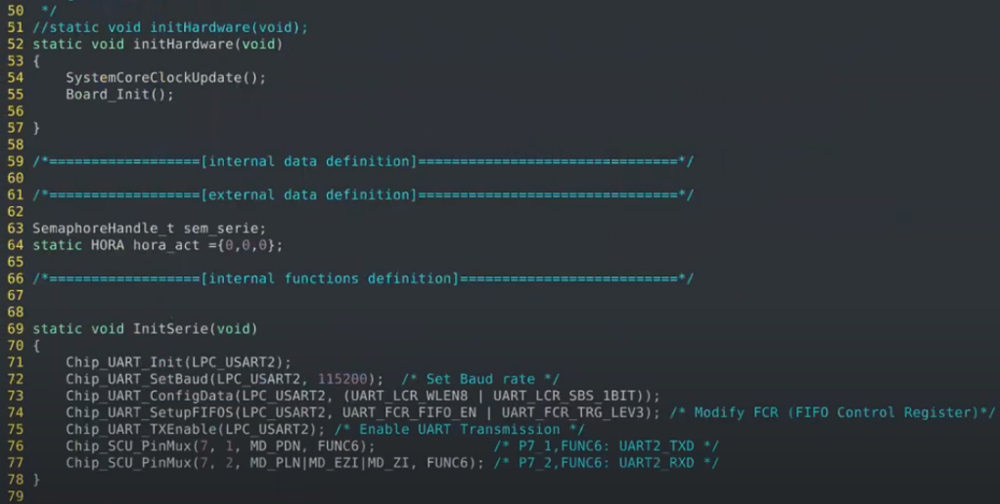 50  */
51 //static void initHardware(void);
52 static void initHardware(void)
53 {
54     SystemCoreClockUpdate();
55     Board_Init();
56
57 }
58
59 /*==================[internal data definition]===============================*/
60
61 /*==================[external data definition]===============================*/
62
63 SemaphoreHandle_t sem_serie;
64 static HORA hora_act ={0,0,0};
65
66 /*==================[internal functions definition]==========================*/
67
68
69 static void InitSerie(void)
70 {
71     Chip_UART_Init(LPC_USART2);
72     Chip_UART_SetBaud(LPC_USART2, 115200);  /* Set Baud rate */
73     Chip_UART_ConfigData(LPC_USART2, (UART_LCR_WLEN8 | UART_LCR_SBS_1BIT));
74     Chip_UART_SetupFIFOS(LPC_USART2, UART_FCR_FIFO_EN | UART_FCR_TRG_LEV3); /* Modify FCR (FIFO Control Register)*/
75     Chip_UART_TXEnable(LPC_USART2); /* Enable UART Transmission */
76     Chip_SCU_PinMux(7, 1, MD_PDN, FUNC6);              /* P7_1,FUNC6: UART2_TXD */
77     Chip_SCU_PinMux(7, 2, MD_PLN|MD_EZI|MD_ZI, FUNC6); /* P7_2,FUNC6: UART2_RXD */
78 }
79